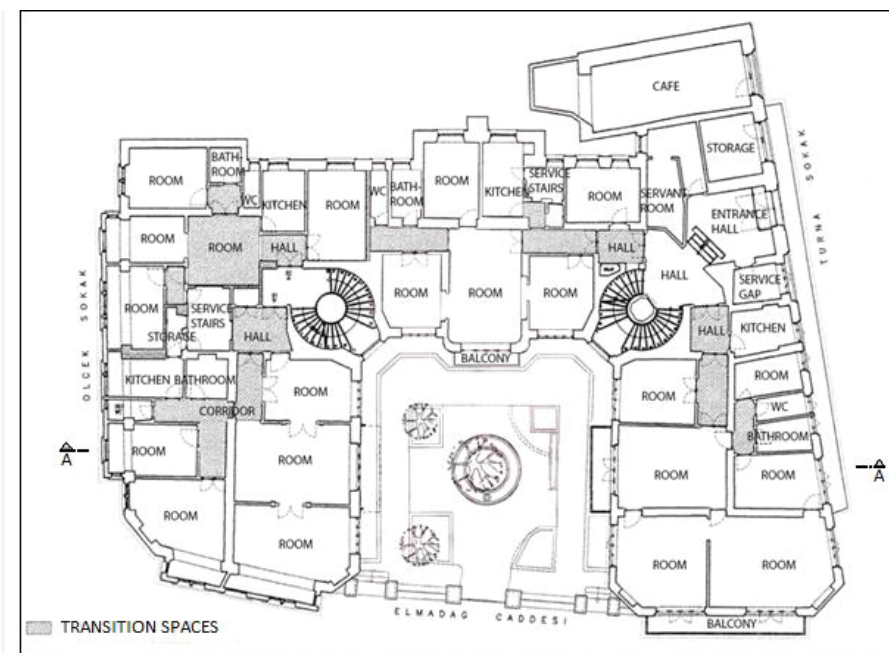 CAFE
STORAGE
TURNA SOKAK
BATH-
ROOM
ROOM
WC
KITCHEN
ROOM
WC
BATH-
ROOM
ROOM
KITCHEN
SERVICE
STAIRS
ROOM
SERVANT
ROOM
ENTRANCE
HALL
ROOM
ROOM
HALL
HALL
HALL
OLCEK SOKAK
ROOM
SERVICE
STAIRS
ROOM
ROOM
ROOM
SERVICE
GAP
STORAGE
HALL
HALL
KITCHEN
BALCONY
KITCHEN
BATHROOM
ROOM
ROOM
ROOM
CORRIDOR
WC
BATHROOM
ROOM
ROOM
ROOM
ROOM
A
A
ROOM
ROOM
ROOM
ROOM
ELMADAG CADDESI
BALCONY
TRANSITION SPACES